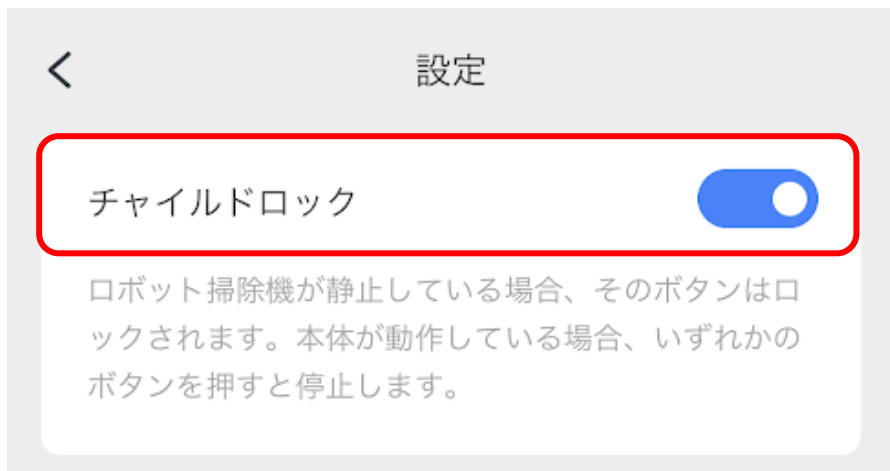 設定
チャイルドロック
ロボット掃除機が静止している場合、そのボタンはロ
ックされます。本体が動作している場合、いずれかの
ボタンを押すと停止します。